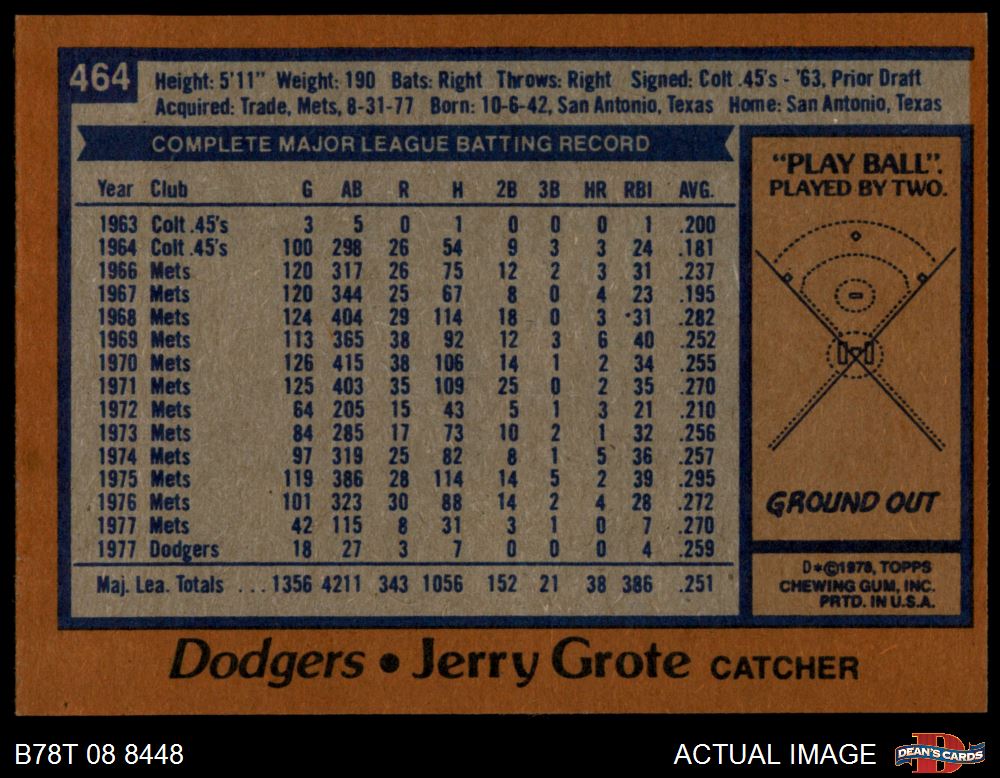 464
Height: 5'11" Weight: 190 Bats: Right Throws: Right Signed: Colt .45's - '63, Prior Draft
Acquired: Trade, Mets, 8-31-77 Born: 10-6-42, San Antonio, Texas Home: San Antonio, Texas
COMPLETE MAJOR LEAGUE BATTING RECORD
Year Club G AB R H 2B 3B HR RBI AVG.
1963 Colt .45's 3 5 0 1 0 0 0 1 .200
1964 Colt .45's 100 298 26 54 9 3 3 24 .181
1966 Mets 120 317 26 75 12 2 3 31 .237
1967 Mets 120 344 25 67 8 0 4 23 .195
1968 Mets 124 404 29 114 18 0 3 31 .282
1969 Mets 113 365 38 92 12 3 6 40 .252
1970 Mets 126 415 38 106 14 1 2 34 .255
1971 Mets 125 403 35 109 25 0 2 35 .270
1972 Mets 64 205 15 43 5 1 3 21 .210
1973 Mets 84 285 17 73 10 2 1 32 .256
1974 Mets 97 319 25 82 8 1 5 36 .257
1975 Mets 119 386 28 114 14 5 2 39 .295
1976 Mets 101 323 30 88 14 2 4 28 .272
1977 Mets 42 115 8 31 3 1 0 7 .270
1977 Dodgers 18 27 3 7 0 0 0 4 .259
Maj. Lea. Totals ... 1356 4211 343 1056 152 21 38 386 .251
"PLAY BALL".
PLAYED BY TWO.
GROUND OUT
D*©1978, TOPPS
CHEWING GUM, INC.
PRTD. IN U.S.A.
Dodgers • Jerry Grote CATCHER
B78T 08 8448
ACTUAL IMAGE
DEAN'S CARDS